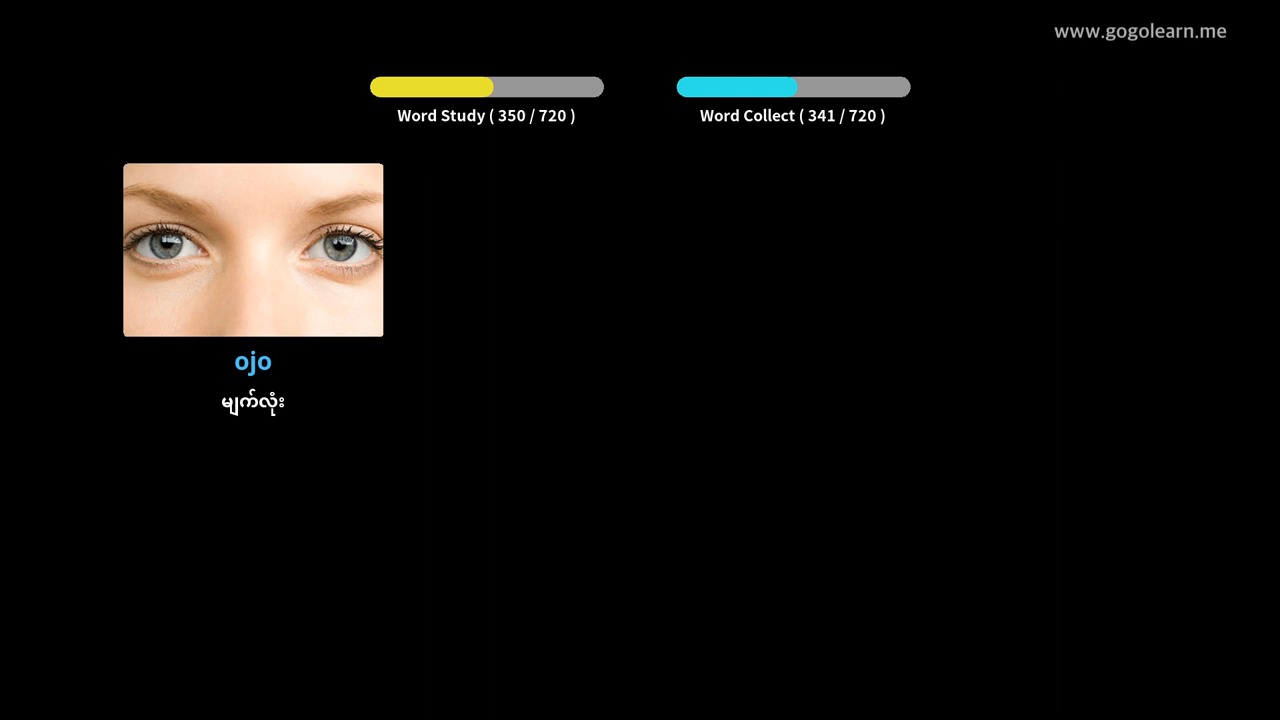 www.gogolearn.me
Word Study ( 350 / 720 )
Word Collect ( 341 / 720 )
ojo
မျက်လုံး